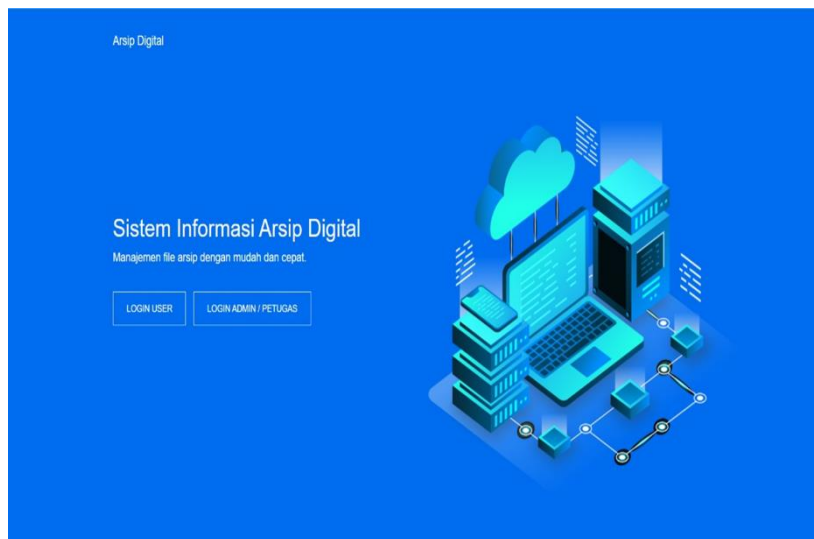 Arsip Digital
Sistem Informasi Arsip Digital
Manajemen file arsip dengan mudah dan cepat.
LOGIN USER
LOGIN ADMIN / PETUGAS